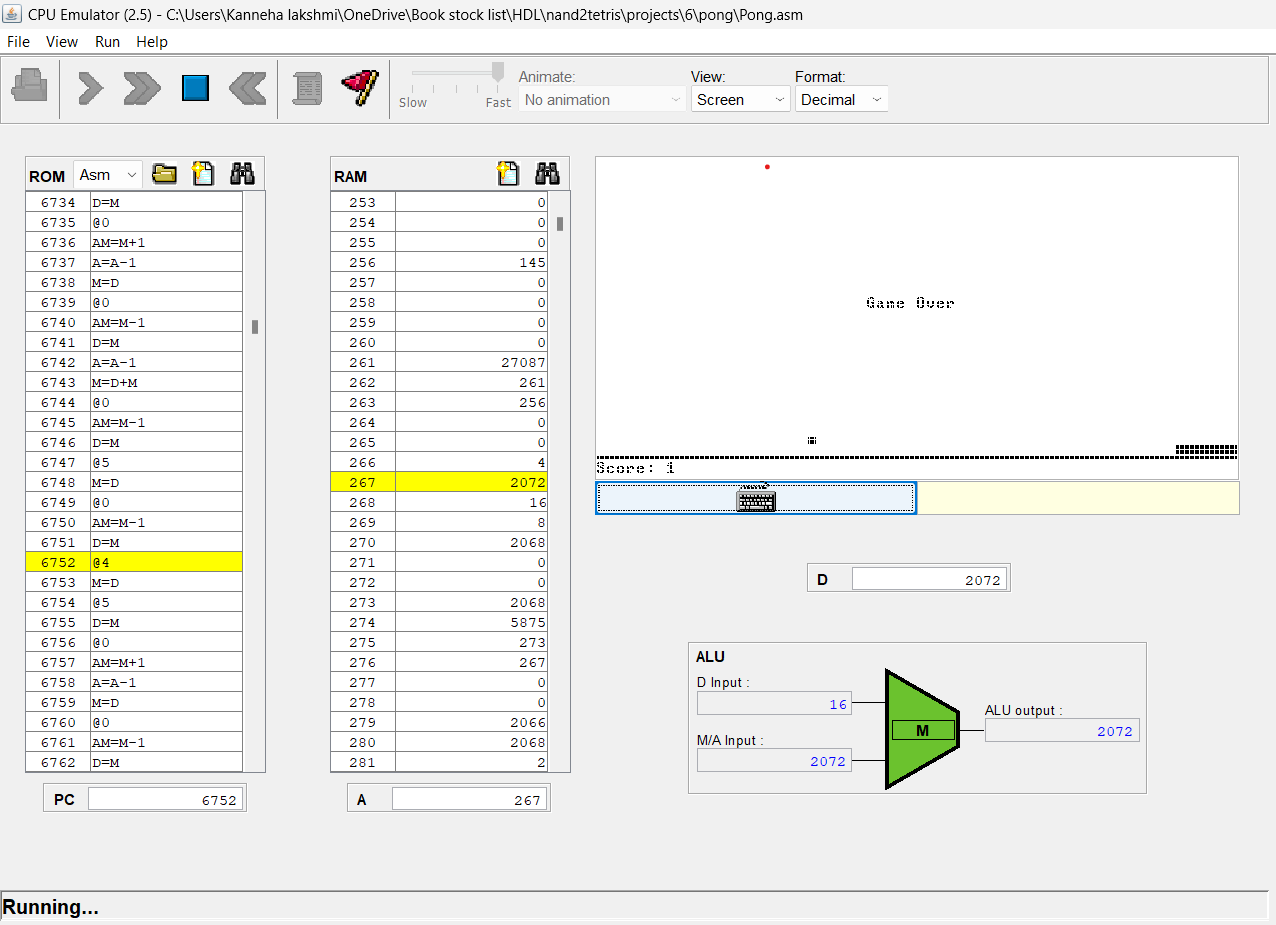 CPU Emulator (2.5) - C:\Users\Kanneha lakshmi\OneDrive\Book stock list\HDL\nand2tetris\projects\6\pong\Pong.asm
File View Run Help
Slow Fast
Animate:
No animation
View:
Screen
Format:
Decimal
ROM Asm
6734 D=M
6735 @0
6736 AM=M+1
6737 A=A-1
6738 M=D
6739 @0
6740 AM=M-1
6741 D=M
6742 A=A-1
6743 M=D+M
6744 @0
6745 AM=M-1
6746 D=M
6747 @5
6748 M=D
6749 @0
6750 AM=M-1
6751 D=M
6752 @4
6753 M=D
6754 @5
6755 D=M
6756 @0
6757 AM=M+1
6758 A=A-1
6759 M=D
6760 @0
6761 AM=M-1
6762 D=M
PC 6752
RAM
253 0
254 0
255 0
256 145
257 0
258 0
259 0
260 0
261 27087
262 261
263 256
264 0
265 0
266 4
267 2072
268 16
269 8
270 2068
271 0
272 0
273 2068
274 5875
275 273
276 267
277 0
278 0
279 2066
280 2068
281 2
A 267
Game Over
Score: 1
D 2072
ALU
D Input :
16
M/A Input :
2072
M
ALU output :
2072
Running...